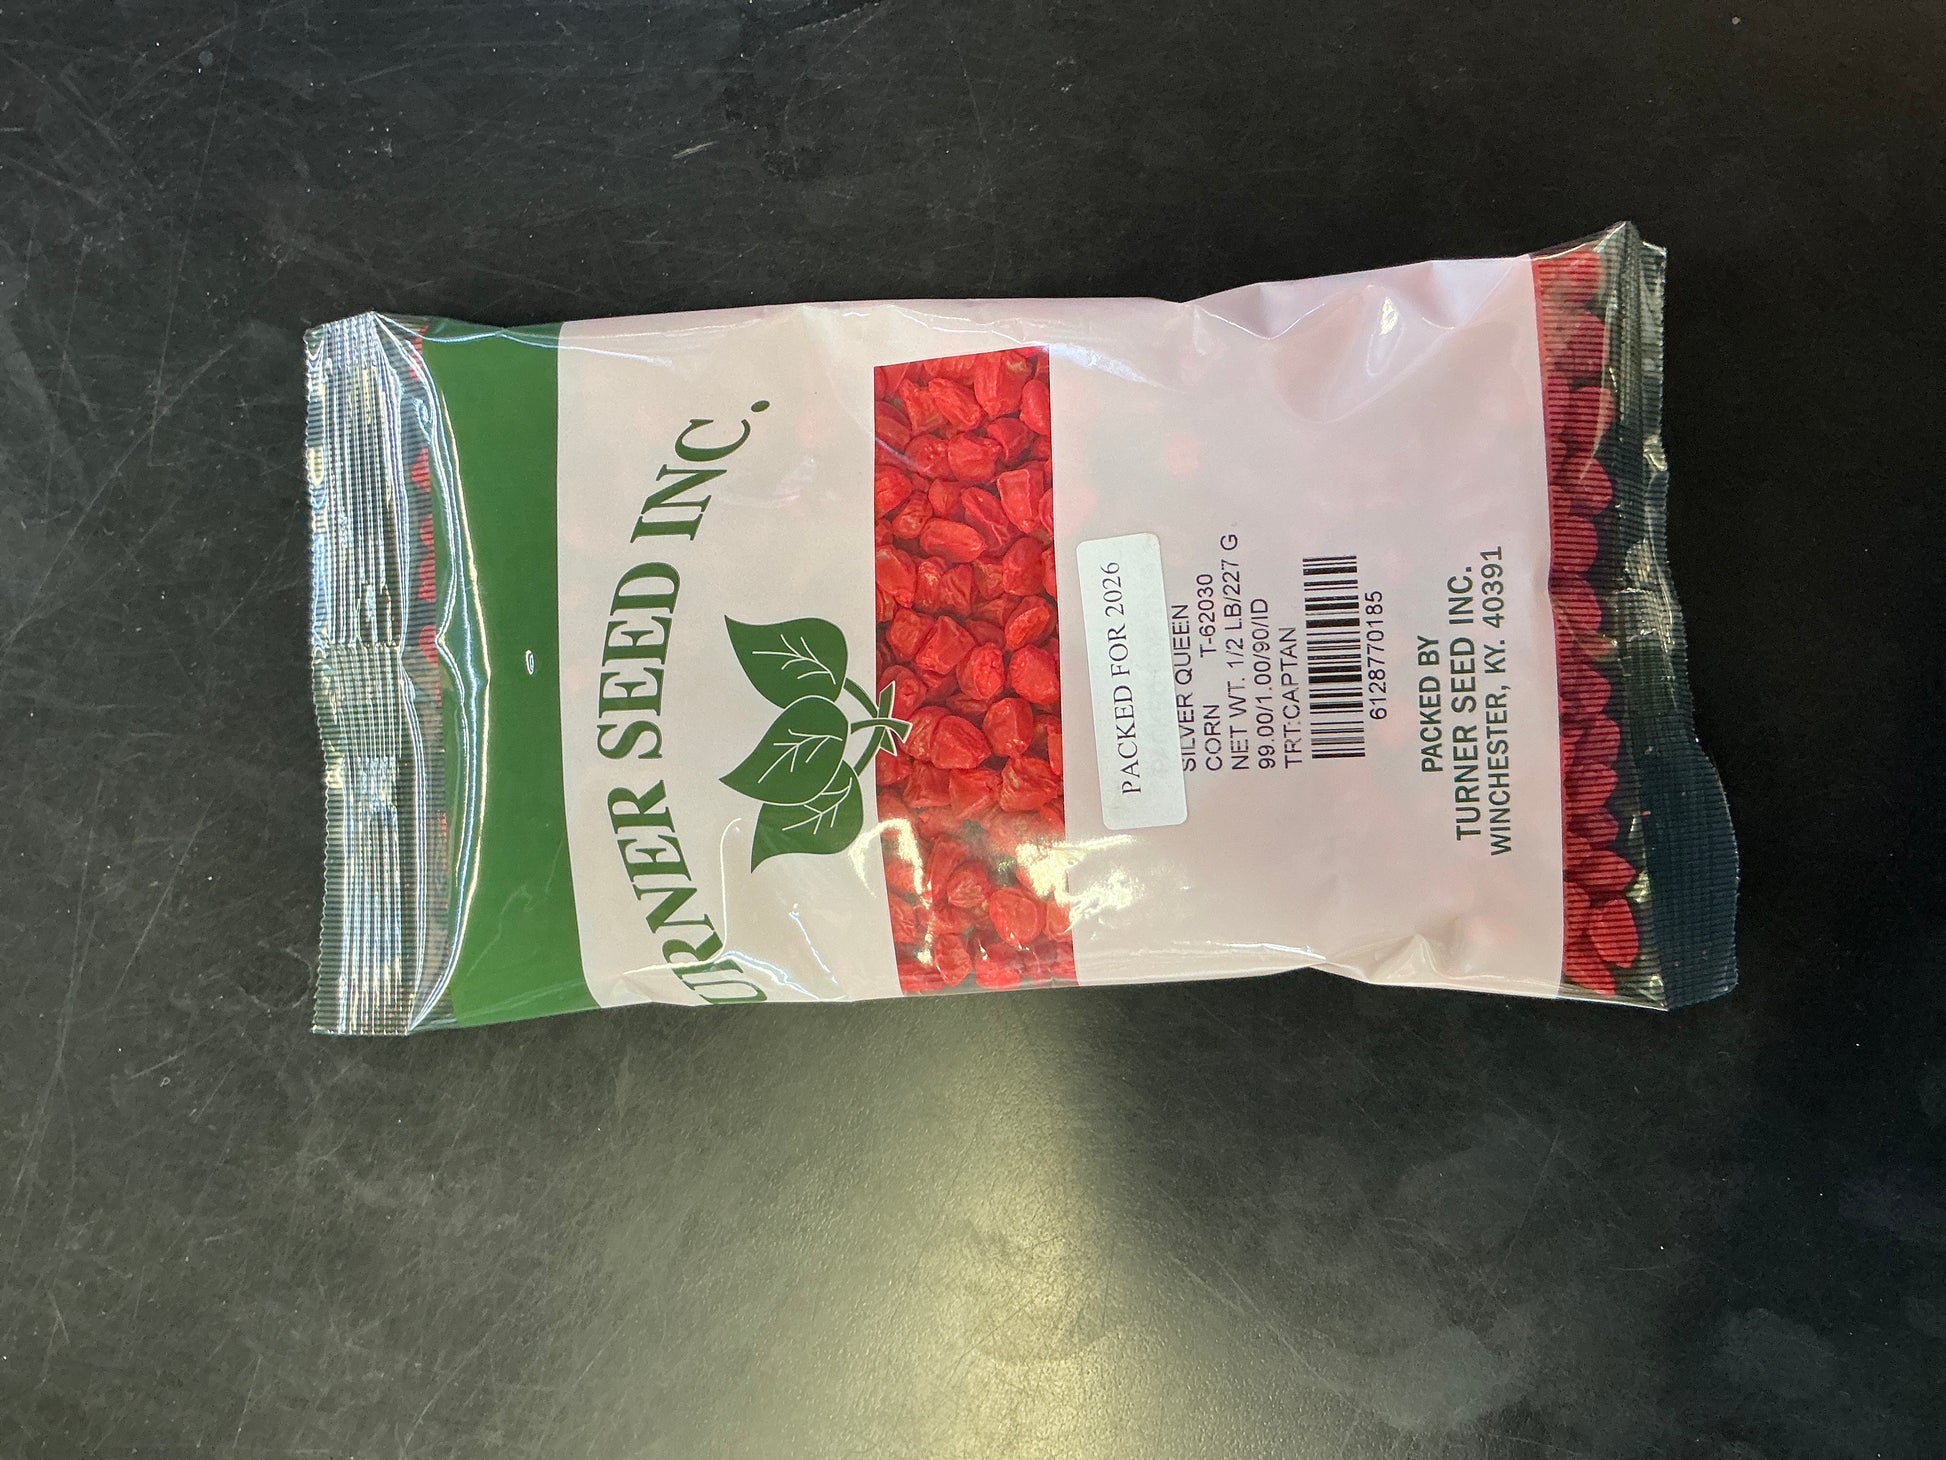 TURNER SEED INC.
PACKED FOR 2026
SILVER QUEEN
CORN T-62030
NET WT. 1/2 LB/227 G
99.00/1.00/90/ID
TRT:CAPTAN
6128770185
PACKED BY
TURNER SEED INC.
WINCHESTER, KY. 40391